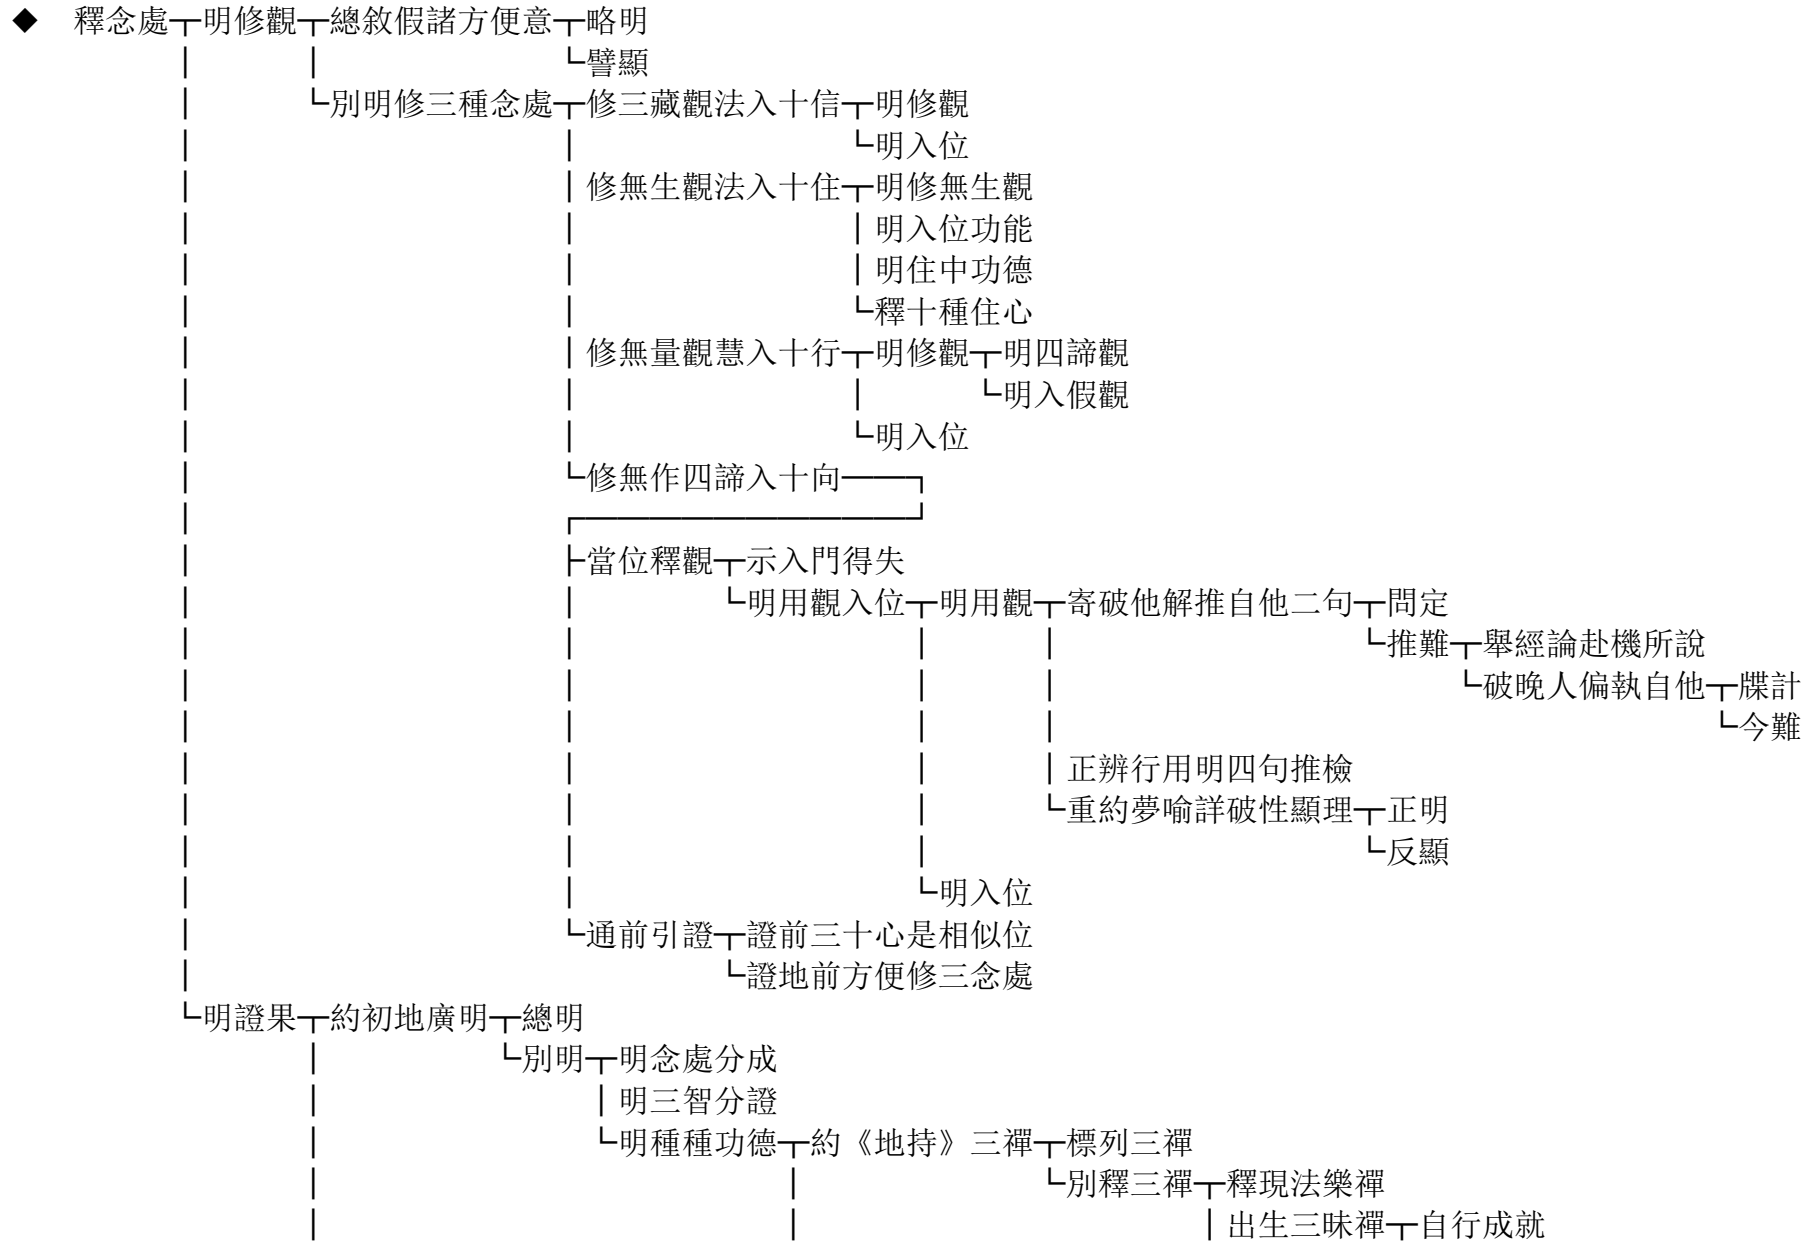 ◆　釋念處┬明修觀┬總敘假諸方便意┬略明
│　│　└譬顯
│　└別明修三種念處┬修三藏觀法入十信┬明修觀
│　│　└明入位
│　│修無生觀法入十住┬明修無生觀
│　│　│明入位功能
│　│　│明住中功德
│　│　└釋十種住心
│　│修無量觀慧入十行┬明修觀┬明四諦觀
│　│　│　└明入假觀
│　│　└明入位
│　└修無作四諦入十向──┐
│　┌───────────┘
│　├當位釋觀┬示入門得失
│　│　└明用觀入位┬明用觀┬寄破他解推自他二句┬問定
│　│　│　│　└推難┬舉經論赴機所說
│　│　│　│　└破晚人偏執自他┬牒計
│　│　│　│　└今難
│　│　│　│正辨行用明四句推檢
│　│　│　└重約夢喻詳破性顯理┬正明
│　│　│　└反顯
│　│　└明入位
│　└通前引證┬證前三十心是相似位
│　└證地前方便修三念處
└明證果┬約初地廣明┬總明
│　└別明┬明念處分成
│　│明三智分證
│　└明種種功德┬約《地持》三禪┬標列三禪
│　│　└別釋三禪┬釋現法樂禪
│　│　│出生三昧禪┬自行成就